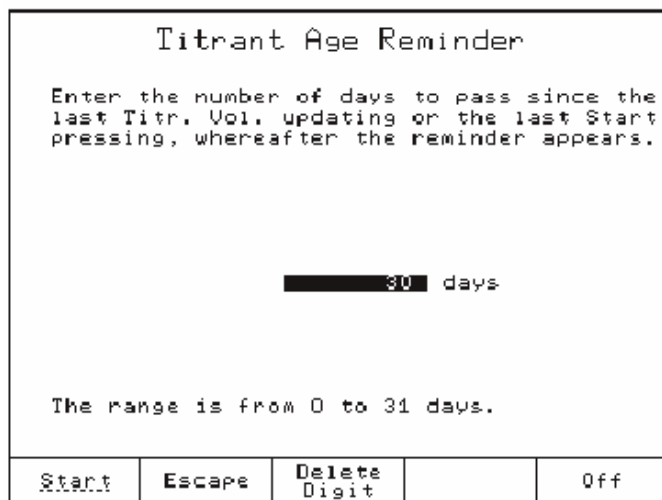 Titrant Age Reminder
Enter the number of days to pass since the
last Titr. Vol. updating or the last Start
pressing, whereafter the reminder appears.
30 days
The range is from 0 to 31 days.
Start Escape Delete Digit Off